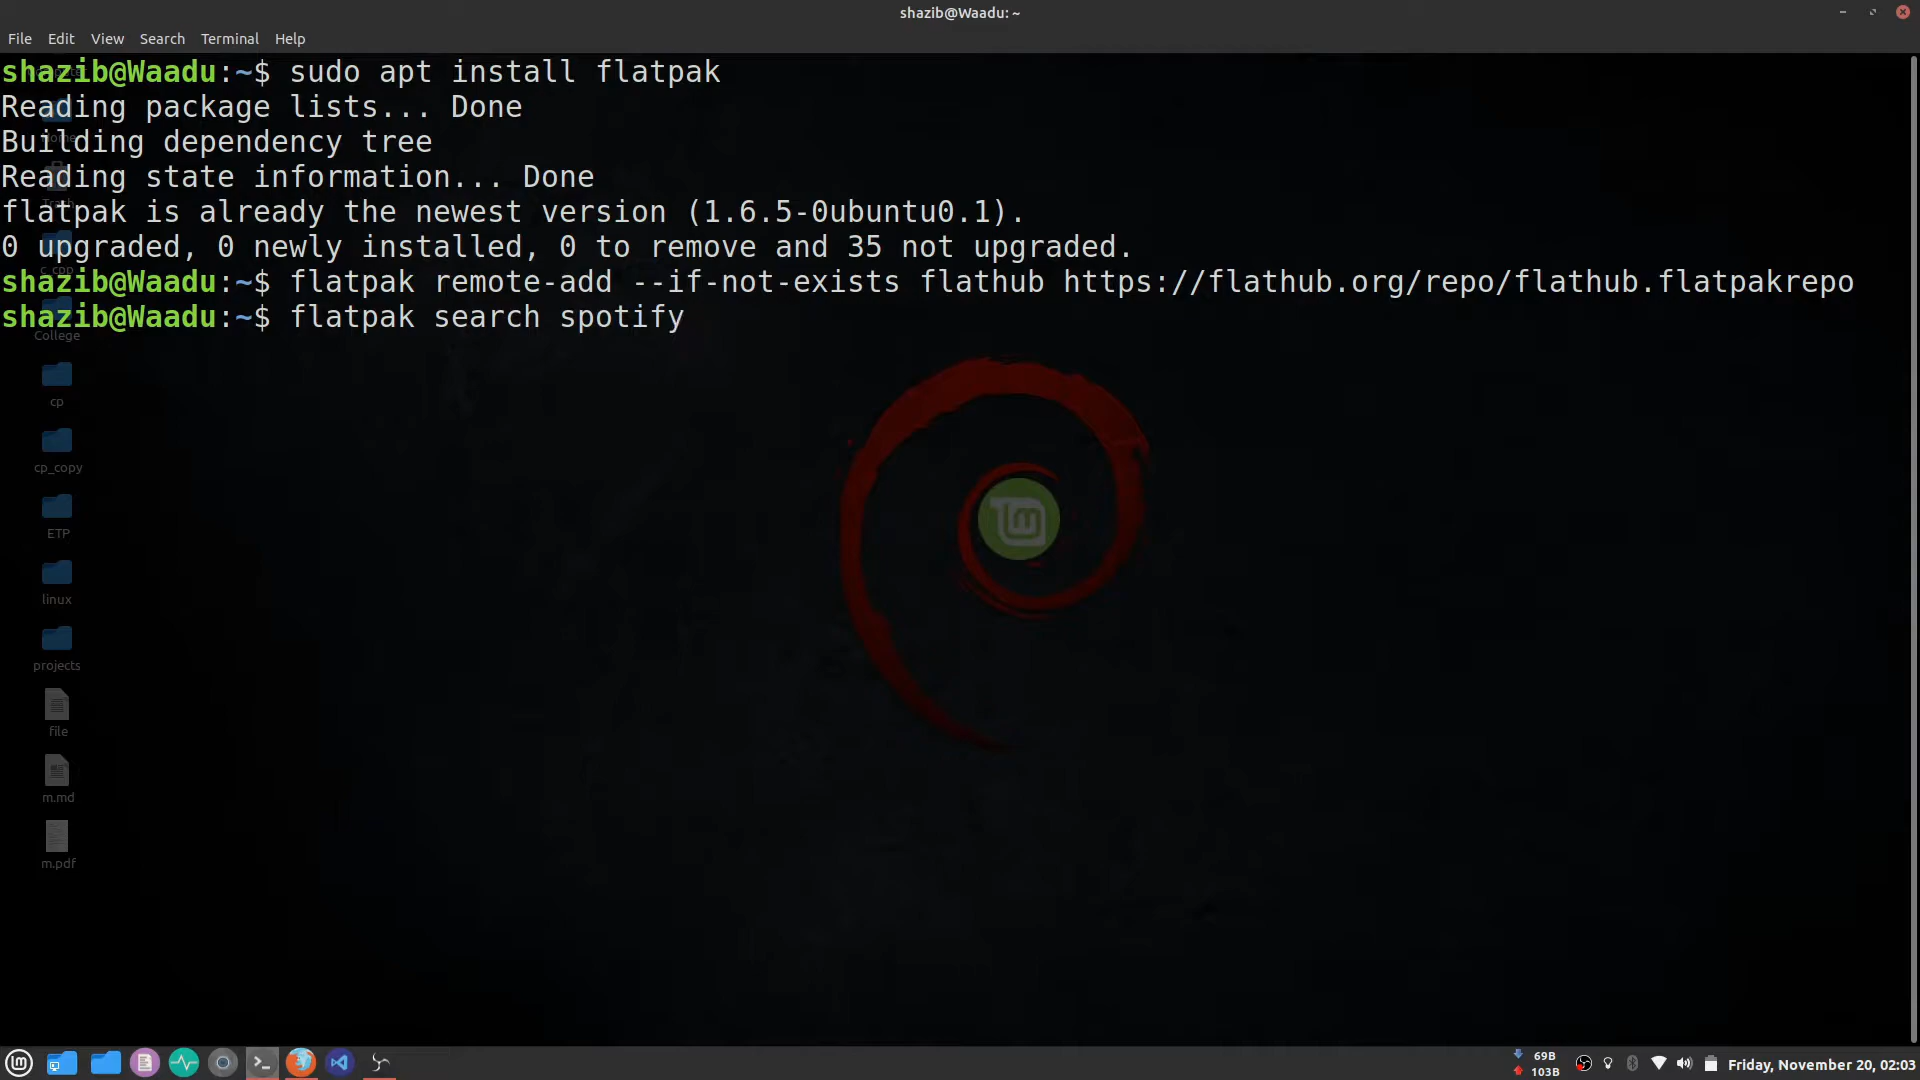 shazib@Waadu: ~
File Edit View Search Terminal Help
shazib@Waadu:~$ sudo apt install flatpak
Reading package lists... Done
Building dependency tree
Reading state information... Done
flatpak is already the newest version (1.6.5-0ubuntu0.1).
0 upgraded, 0 newly installed, 0 to remove and 35 not upgraded.
shazib@Waadu:~$ flatpak remote-add --if-not-exists flathub https://flathub.org/repo/flathub.flatpakrepo
shazib@Waadu:~$ flatpak search spotify
Home
Trash
c_cpp
College
cp
cp_copy
ETP
linux
projects
file
m.md
m.pdf
69B
103B
Friday, November 20, 02:03